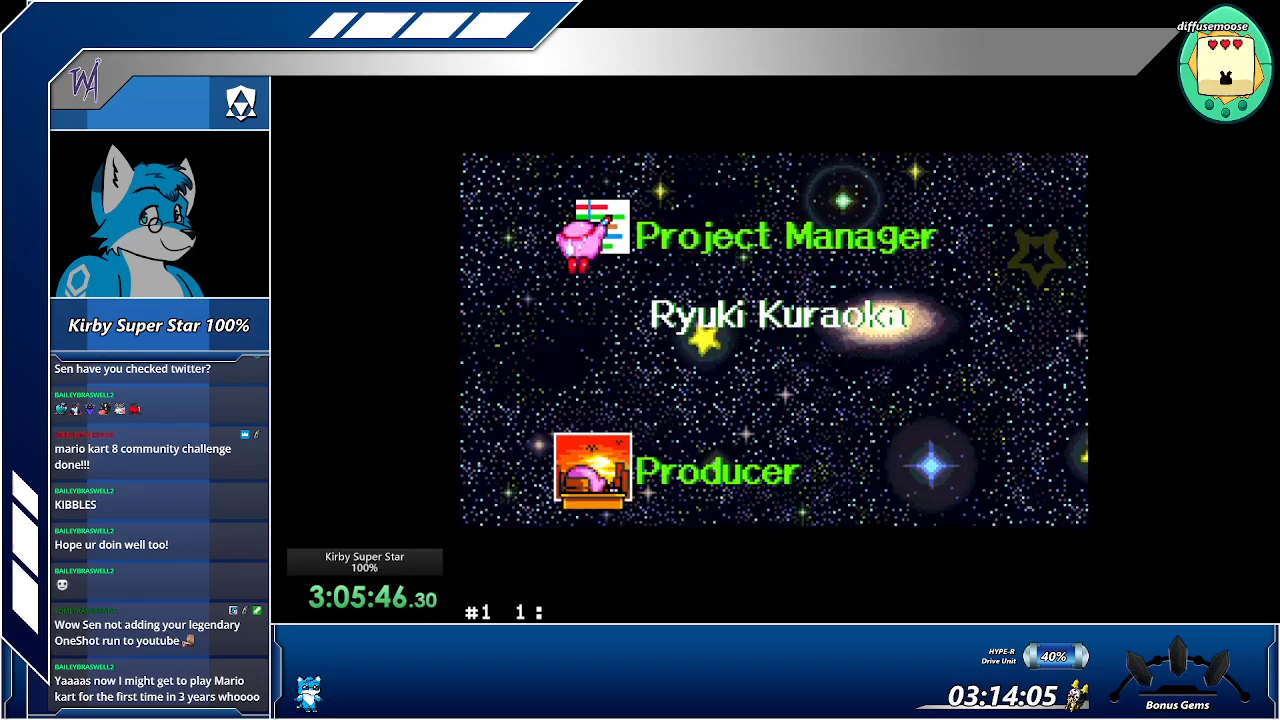 diffusemoose
Kirby Super Star 100%
Sen have you checked twitter?
BAILEYBRASWELL2
mario kart 8 community challenge
done!!!
BAILEYBRASWELL2
KIBBLES
BAILEYBRASWELL2
Hope ur doin well too!
BAILEYBRASWELL2
Wow Sen not adding your legendary
OneShot run to youtube
BAILEYBRASWELL2
Yaaaas now I might get to play Mario
kart for the first time in 3 years whoooo
Project Manager
Ryuki Kuraoka
Producer
Kirby Super Star
100%
3:05:46.30
#1 1 :
HYPE-R
Drive Unit
40%
03:14:05
Bonus Gems